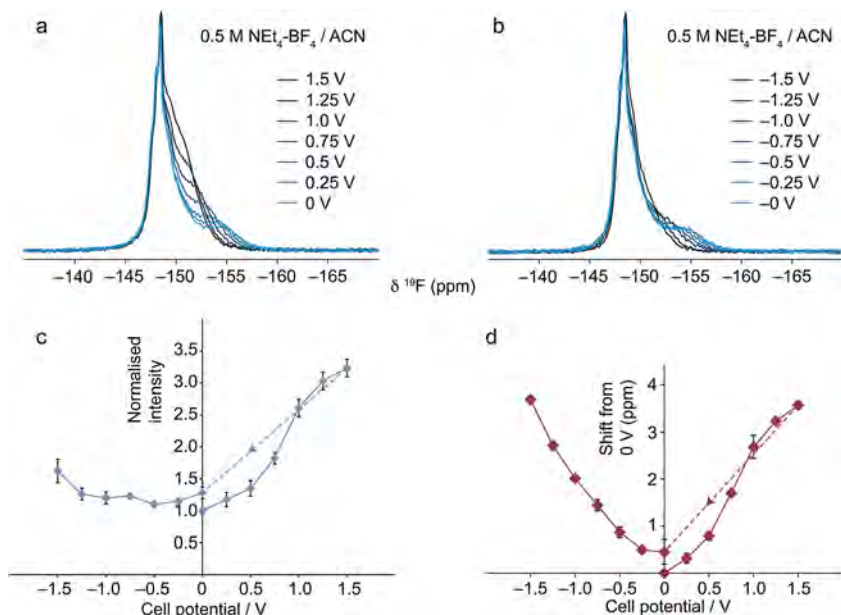 a
0.5 M NEt₄-BF₄ / ACN
1.5 V
1.25 V
1.0 V
0.75 V
0.5 V
0.25 V
0 V
−140 −145 −150 −155 −160 −165
b
0.5 M NEt₄-BF₄ / ACN
−1.5 V
−1.25 V
−1.0 V
−0.75 V
−0.5 V
−0.25 V
−0 V
−140 −145 −150 −155 −160 −165
δ ¹⁹F (ppm)
c
Normalised
intensity
3.5
3.0
2.5
2.0
1.5
1.0
0.5
−1.5 −1.0 −0.5 0 0.5 1.0 1.5
Cell potential / V
d
Shift from
0 V (ppm)
4
3
2
1
−1.5 −1.0 −0.5 0 0.5 1.0 1.5
Cell potential / V